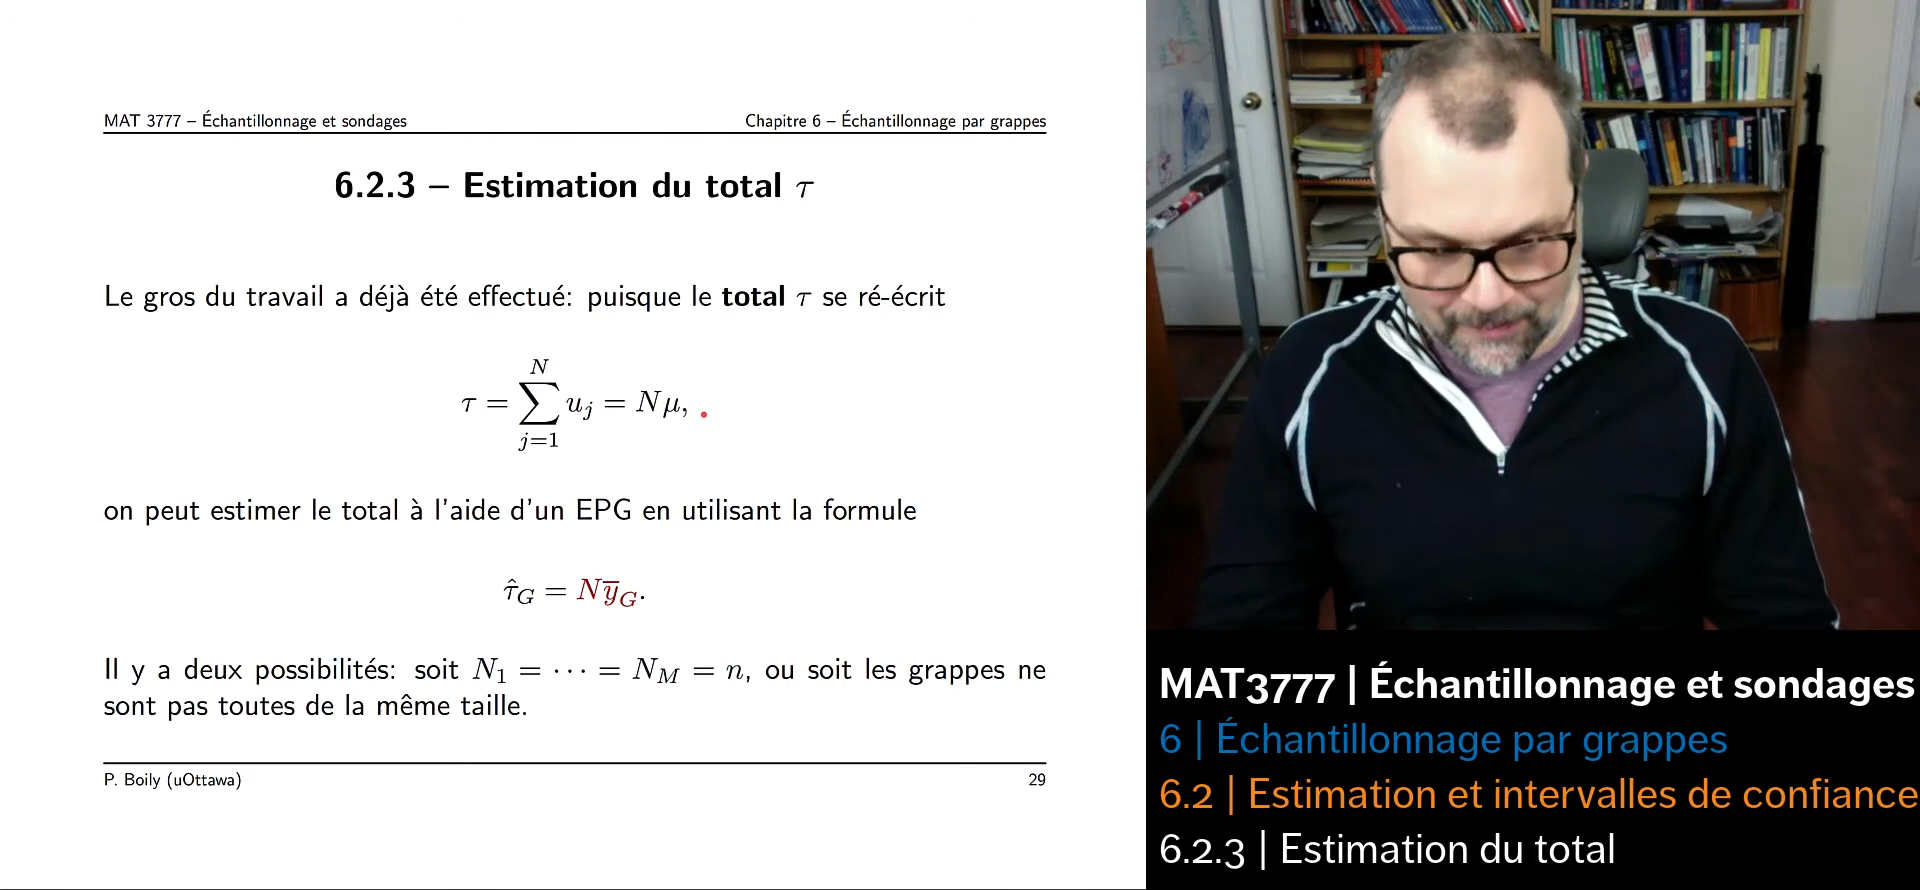 MAT 3777 – Échantillonnage et sondages
Chapitre 6 – Échantillonnage par grappes
6.2.3 – Estimation du total τ
Le gros du travail a déjà été effectué: puisque le total τ se ré-écrit
τ = ∑_{j=1}^{N} u_j = Nμ,
on peut estimer le total à l'aide d'un EPG en utilisant la formule
τ̂_G = Nȳ_G.
Il y a deux possibilités: soit N₁ = ⋯ = N_M = n, ou soit les grappes ne
sont pas toutes de la même taille.
P. Boily (uOttawa)
29
MAT3777 | Échantillonnage et sondages
6 | Échantillonnage par grappes
6.2 | Estimation et intervalles de confiance
6.2.3 | Estimation du total